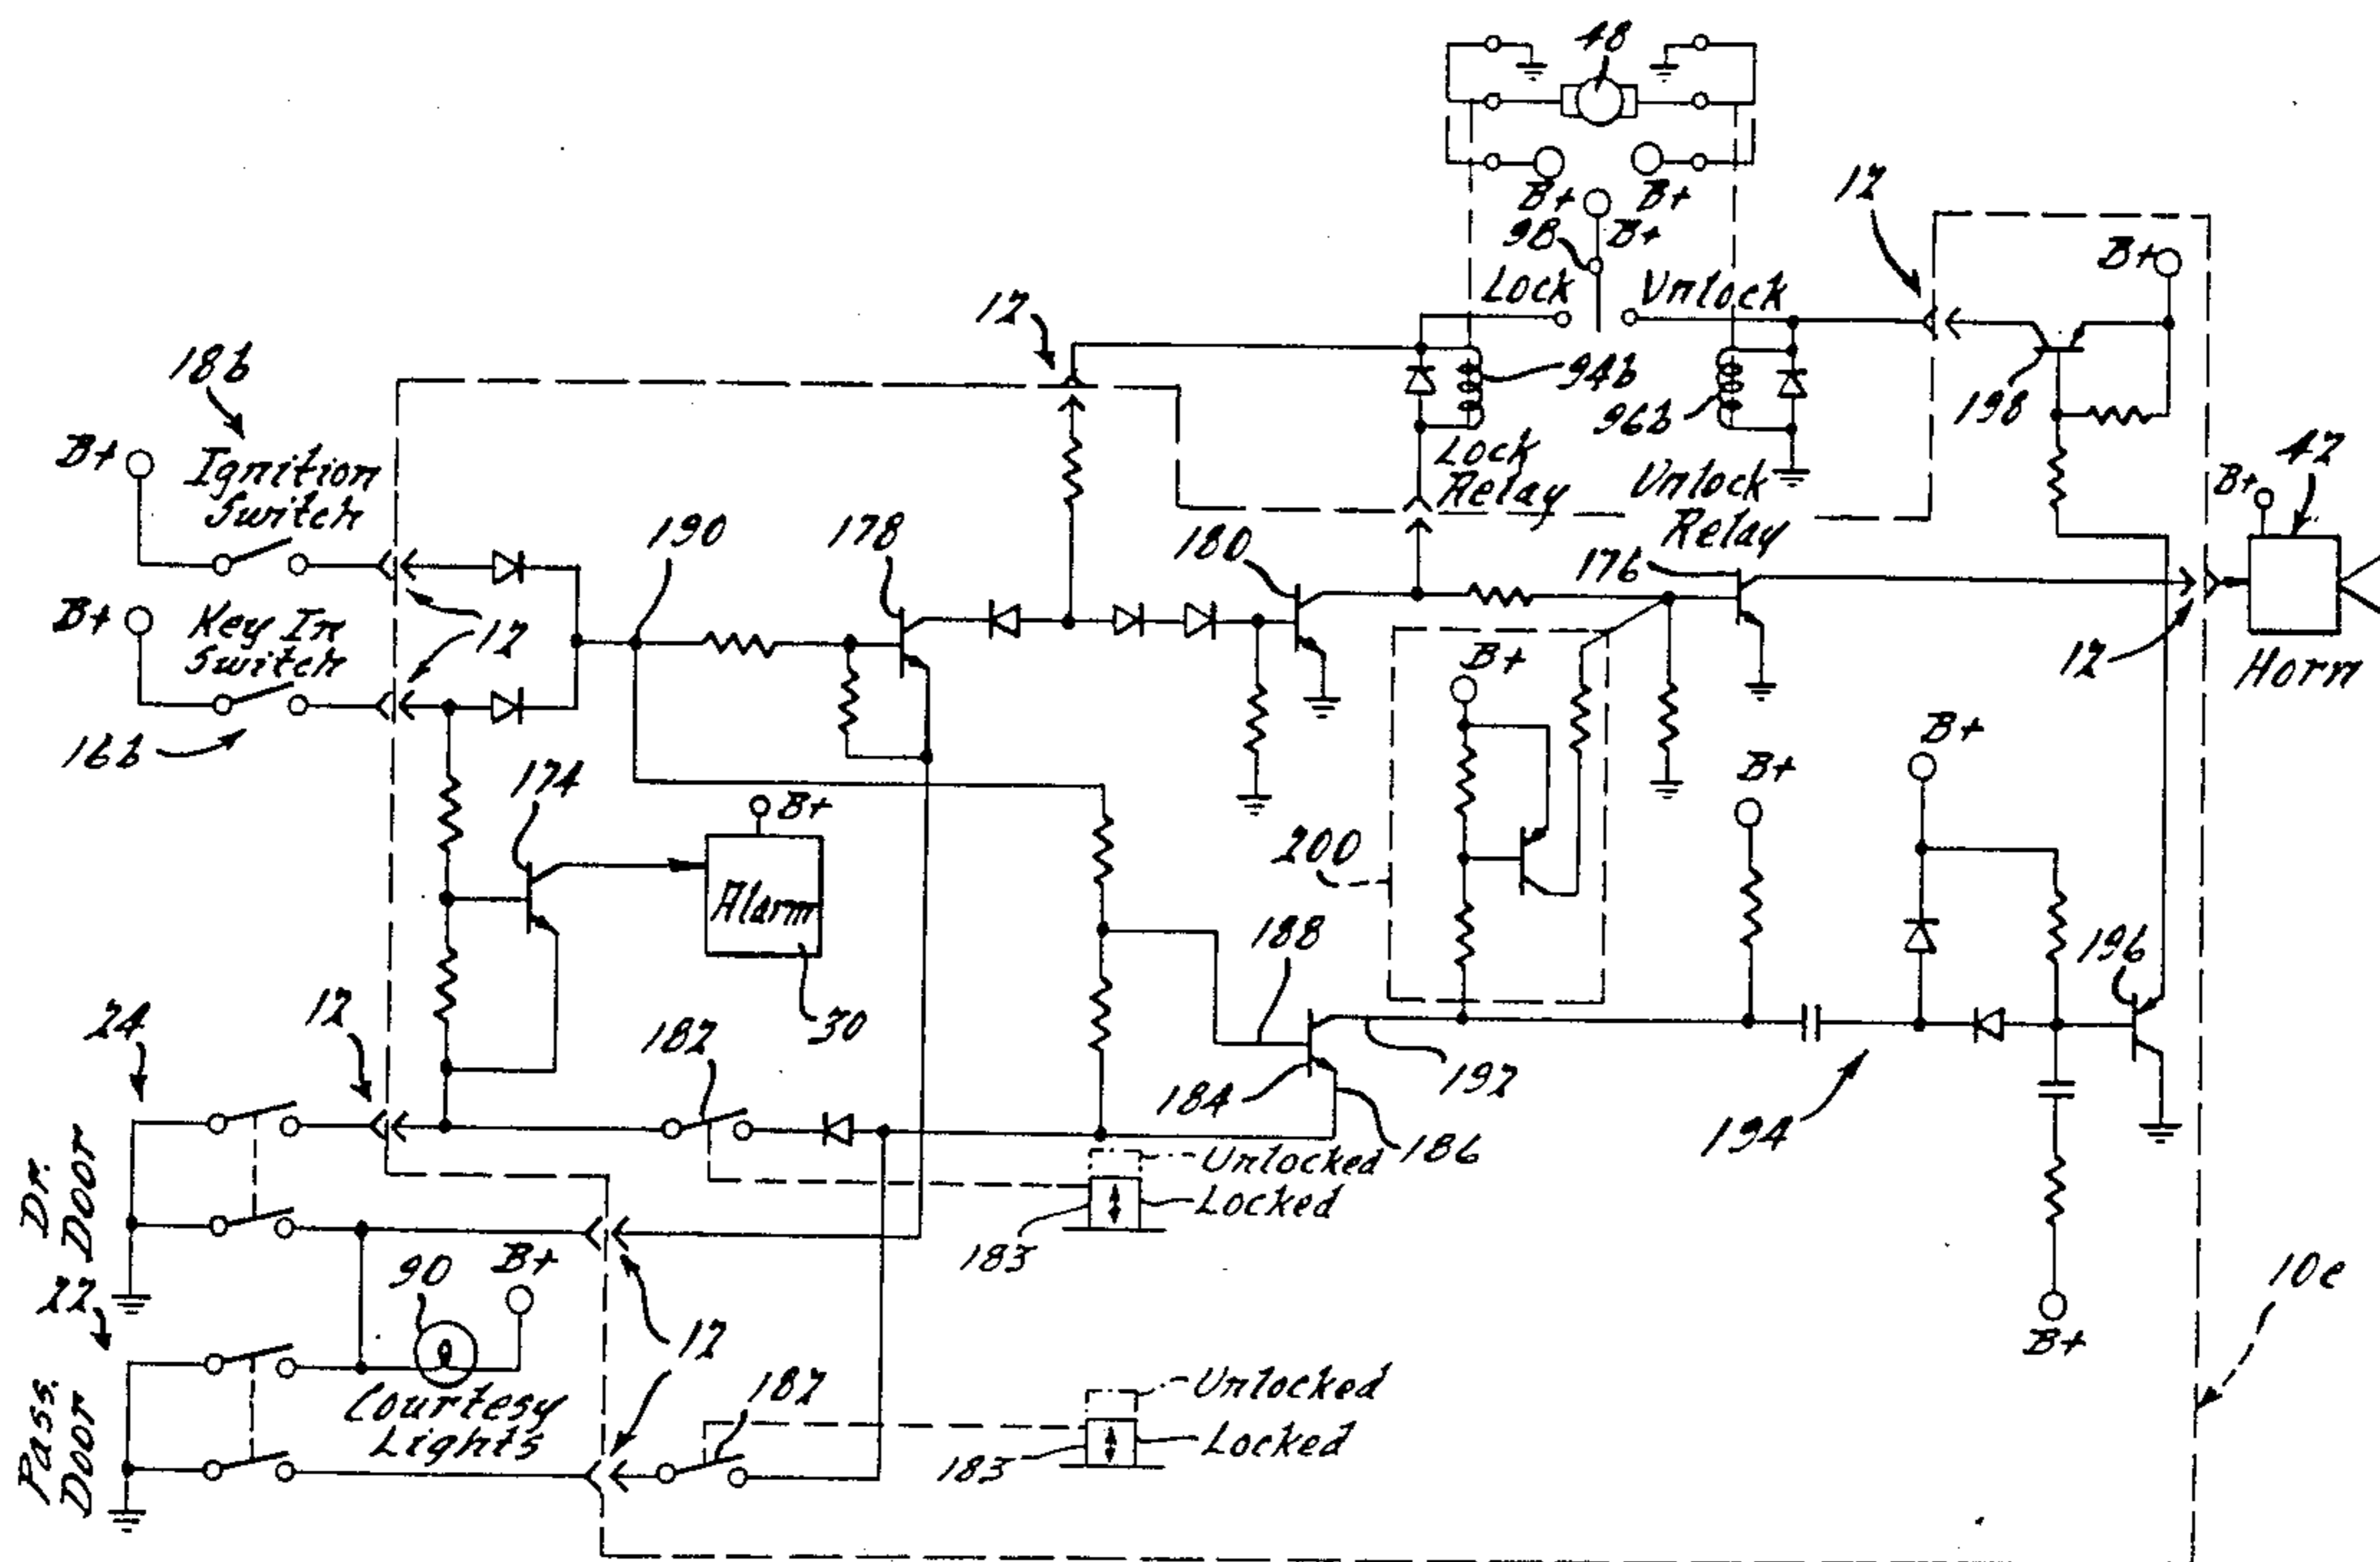 48
B+
B+
B+
98
Lock
Unlock
12
B+
12
94b
96b
198
Lock
Relay
Unlock
Relay
42
B+
Horn
12
18b
B+
Ignition
Switch
190
178
180
176
B+
Key In
Switch
12
16b
174
B+
Alarm
30
200
B+
B+
B+
188
196
24
12
182
184
192
194
186
Dr.
Door
Unlocked
Locked
183
22
90
B+
12
10e
B+
Pass.
Door
Courtesy
Lights
182
Unlocked
Locked
183